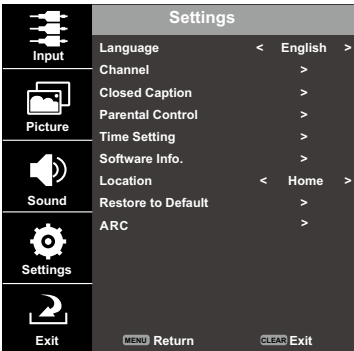 Settings
Input
Language < English >
Channel >
Closed Caption >
Picture
Parental Control >
Time Setting >
Software Info. >
Location < Home >
Sound
Restore to Default >
ARC >
Settings
Exit
MENU Return CLEAR Exit